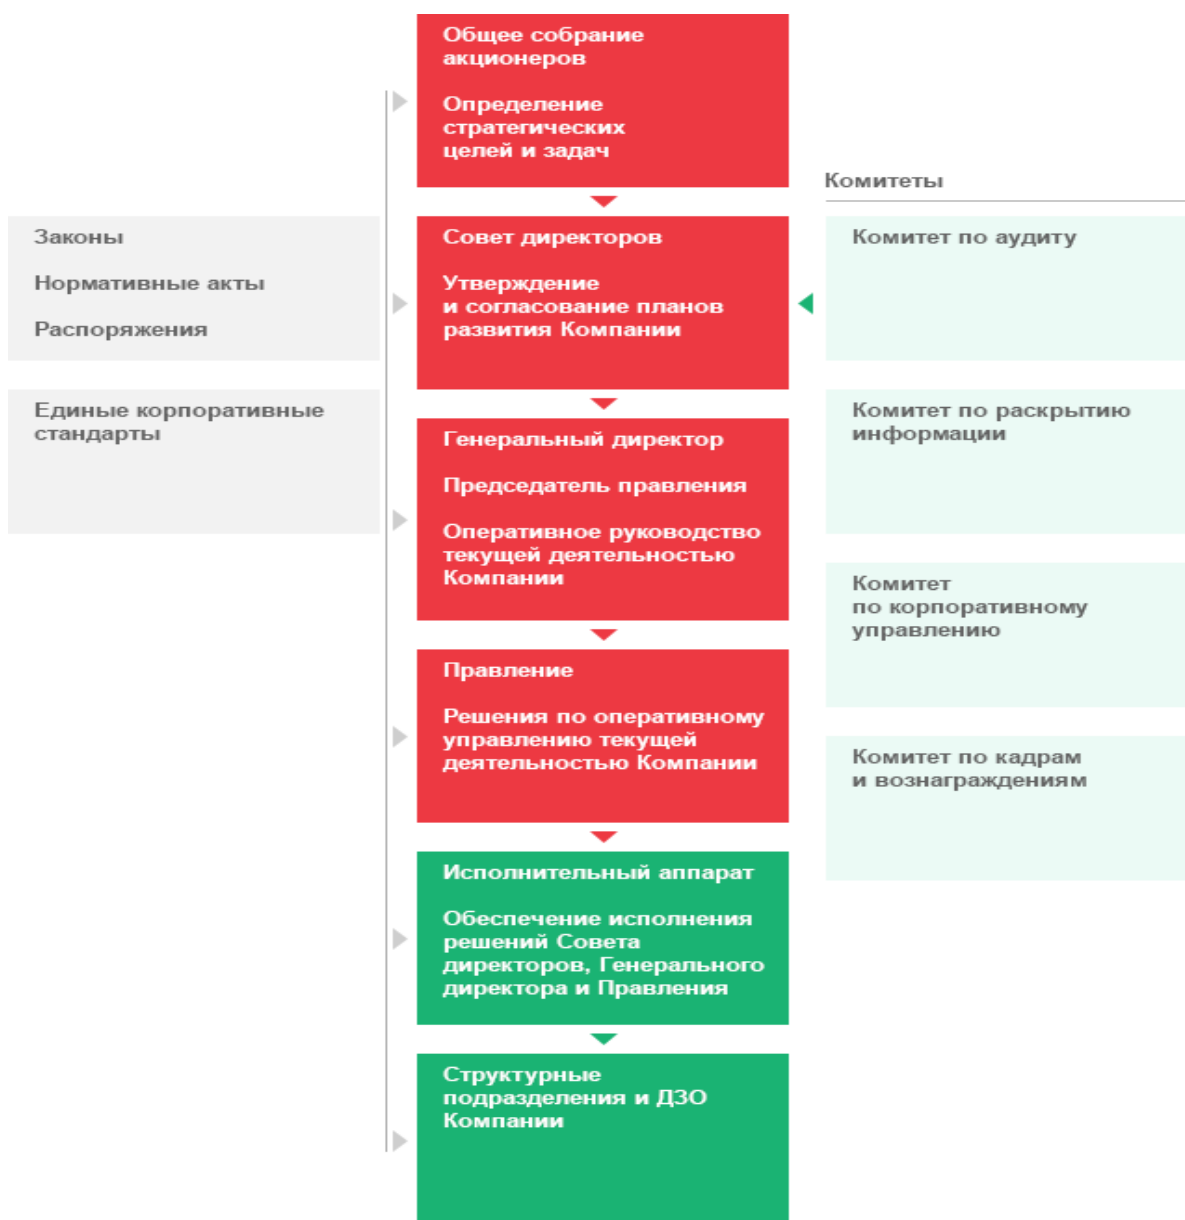 Общее собрание
акционеров
Определение
стратегических
целей и задач
Комитеты
Законы
Нормативные акты
Распоряжения
Совет директоров
Утверждение
и согласование планов
развития Компании
Комитет по аудиту
Единые корпоративные
стандарты
Генеральный директор
Председатель правления
Оперативное руководство
текущей деятельностью
Компании
Комитет по раскрытию
информации
Комитет
по корпоративному
управлению
Правление
Решения по оперативному
управлению текущей
деятельностью Компании
Комитет по кадрам
и вознаграждениям
Исполнительный аппарат
Обеспечение исполнения
решений Совета
директоров, Генерального
директора и Правления
Структурные
подразделения и ДЗО
Компании